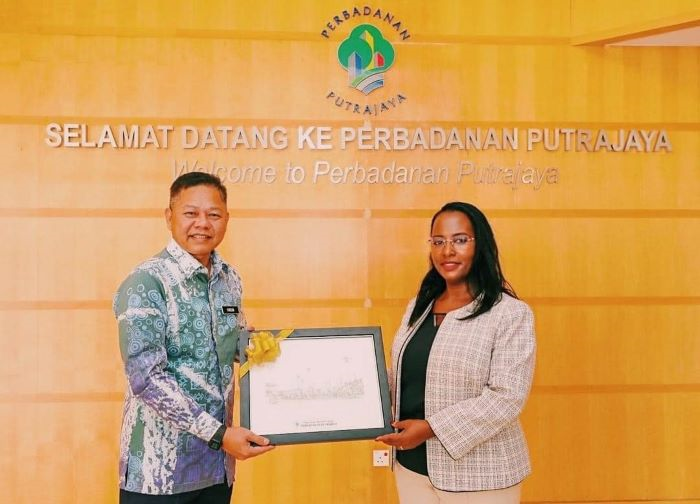 PERBADANAN
PUTRAJAYA
SELAMAT DATANG KE PERBADANAN PUTRAJAYA
Welcome to Perbadanan Putrajaya